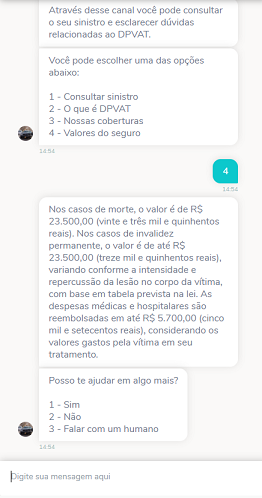 Através desse canal você pode consultar
o seu sinistro e esclarecer dúvidas
relacionadas ao DPVAT.
Você pode escolher uma das opções
abaixo:
1 - Consultar sinistro
2 - O que é DPVAT
3 - Nossas coberturas
4 - Valores do seguro
14:54
4
14:54
Nos casos de morte, o valor é de R$
23.500,00 (vinte e três mil e quinhentos
reais). Nos casos de invalidez
permanente, o valor é de até R$
23.500,00 (treze mil e quinhentos reais),
variando conforme a intensidade e
repercussão da lesão no corpo da vítima,
com base em tabela prevista na lei. As
despesas médicas e hospitalares são
reembolsadas em até R$ 5.700,00 (cinco
mil e setecentos reais), considerando os
valores gastos pela vítima em seu
tratamento.
Posso te ajudar em algo mais?
1 - Sim
2 - Não
3 - Falar com um humano
14:54
Digite sua mensagem aqui